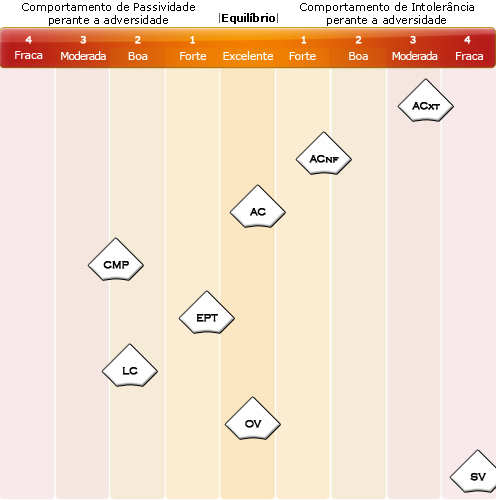 Comportamento de Passividade
perante a adversidade
|Equilíbrio|
Comportamento de Intolerância
perante a adversidade
4 3 2 1 1 2 3 4
Fraca Moderada Boa Forte Excelente Forte Boa Moderada Fraca
ACXT
ACNF
AC
CMP
EPT
LC
OV
SV